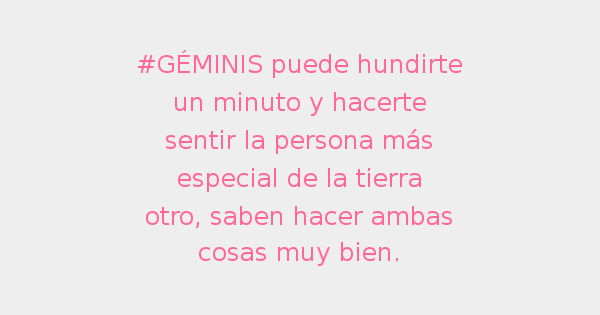 #GÉMINIS puede hundirte
un minuto y hacerte
sentir la persona más
especial de la tierra
otro, saben hacer ambas
cosas muy bien.